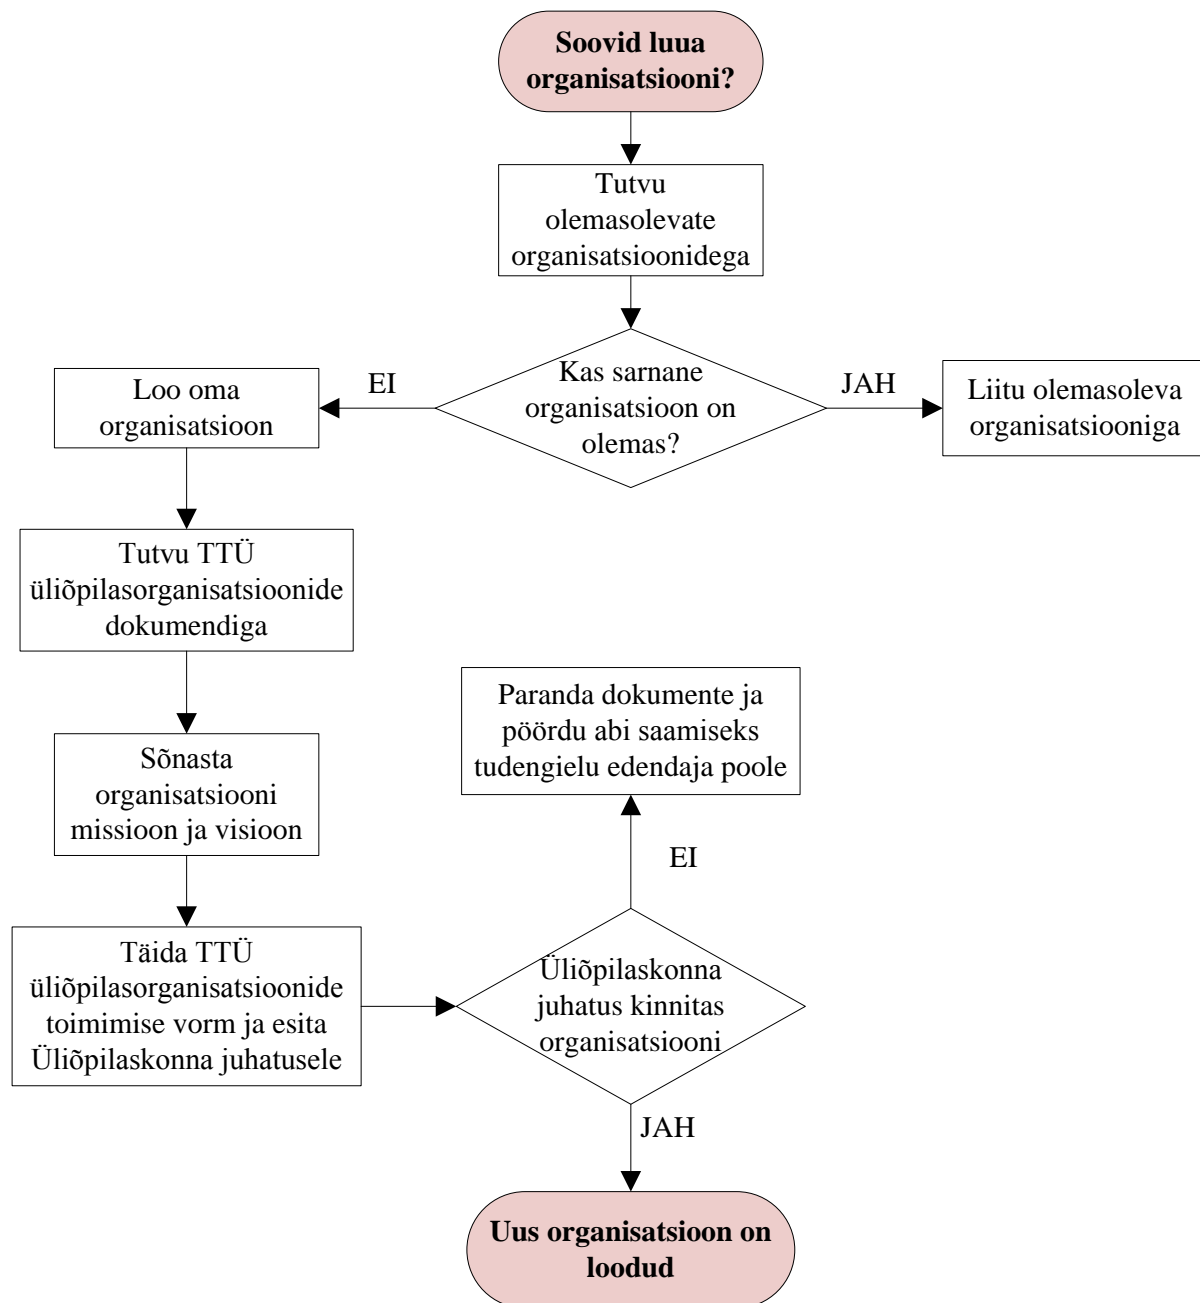 Soovid luua
organisatsiooni?
Tutvu
olemasolevate
organisatsioonidega
Kas sarnane
organisatsioon on
olemas?
EI
JAH
Loo oma
organisatsioon
Liitu olemasoleva
organisatsiooniga
Tutvu TTÜ
üliõpilasorganisatsioonide
dokumendiga
Sõnasta
organisatsiooni
missioon ja visioon
Täida TTÜ
üliõpilasorganisatsioonide
toimimise vorm ja esita
Üliõpilaskonna juhatusele
Üliõpilaskonna
juhatus kinnitas
organisatsiooni
EI
Paranda dokumente ja
pöördu abi saamiseks
tudengielu edendaja poole
JAH
Uus organisatsioon on
loodud